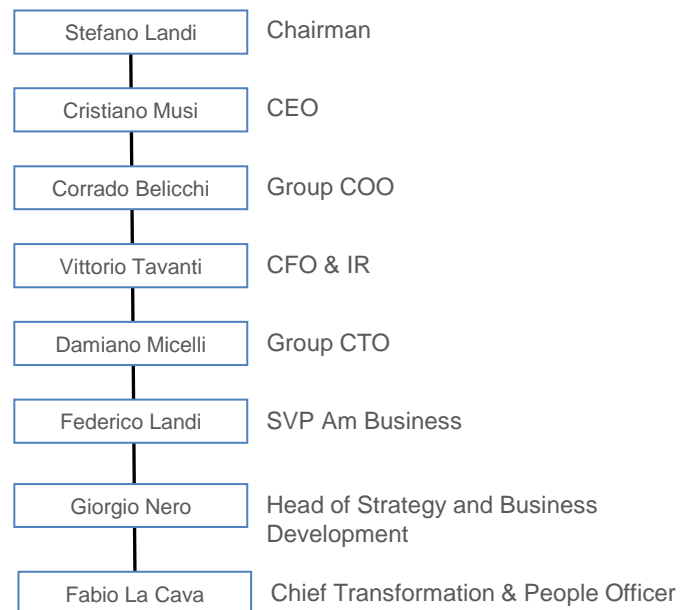 Stefano Landi Chairman
Cristiano Musi CEO
Corrado Belicchi Group COO
Vittorio Tavanti CFO & IR
Damiano Micelli Group CTO
Federico Landi SVP Am Business
Giorgio Nero Head of Strategy and Business
Development
Fabio La Cava Chief Transformation & People Officer